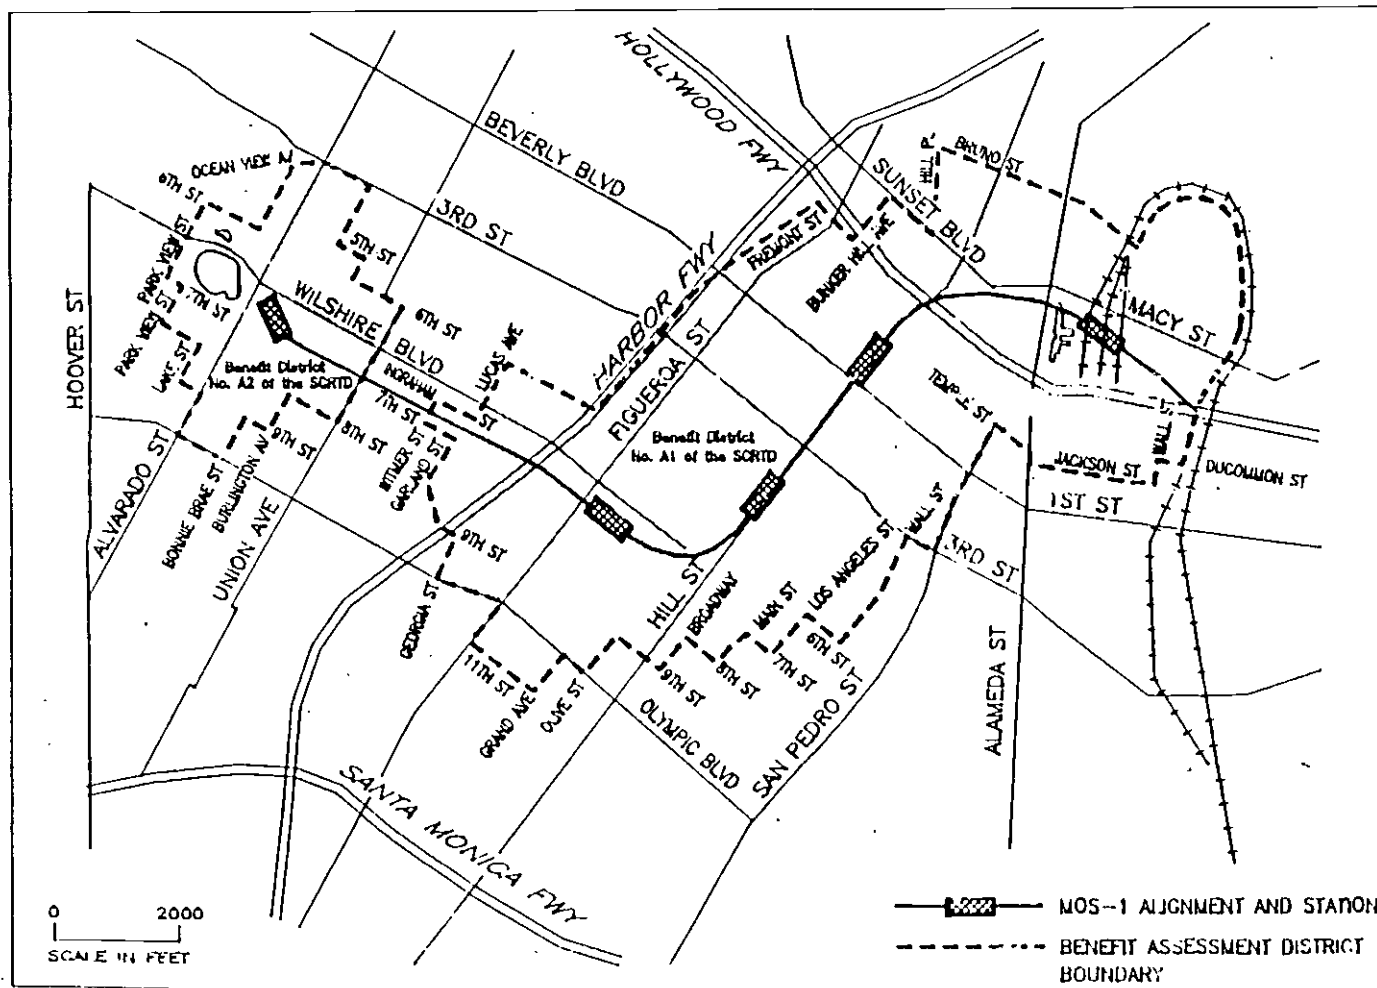 HOLLYWOOD FWY
BEVERLY BLVD
OCEAN VIEW AV
6TH ST
3RD ST
5TH ST
HILL PL
BRUNO ST
SUNSET BLVD
FREMONT ST
BUNKER HILL AVE
HARBOR FWY
PARK VIEW ST
7TH ST
HOOVER ST
WILSHIRE BLVD
6TH ST
LUCAS AVE
MACY ST
PARK VIEW ST
LAKE ST
Benefit District
No. A2 of the SCRTD
INGRAHAM ST
FIGUEROA ST
TEMPLE ST
7TH ST
WITMER ST
GARLAND ST
8TH ST
9TH ST
Benefit District
No. A1 of the SCRTD
JACKSON ST
DUCOMMON ST
1ST ST
ALVARADO ST
BONNIE BRAE ST
BURLINGTON AV
UNION AVE
WALL ST
3RD ST
9TH ST
GEORGIA ST
HILL ST
BROADWAY
MAIN ST
LOS ANGELES ST
6TH ST
7TH ST
8TH ST
9TH ST
11TH ST
GRAND AVE
OLIVE ST
OLYMPIC BLVD
SAN PEDRO ST
ALAMEDA ST
SANTA MONICA FWY
0 2000
SCALE IN FEET
MOS-1 ALIGNMENT AND STATION
BENEFIT ASSESSMENT DISTRICT
BOUNDARY